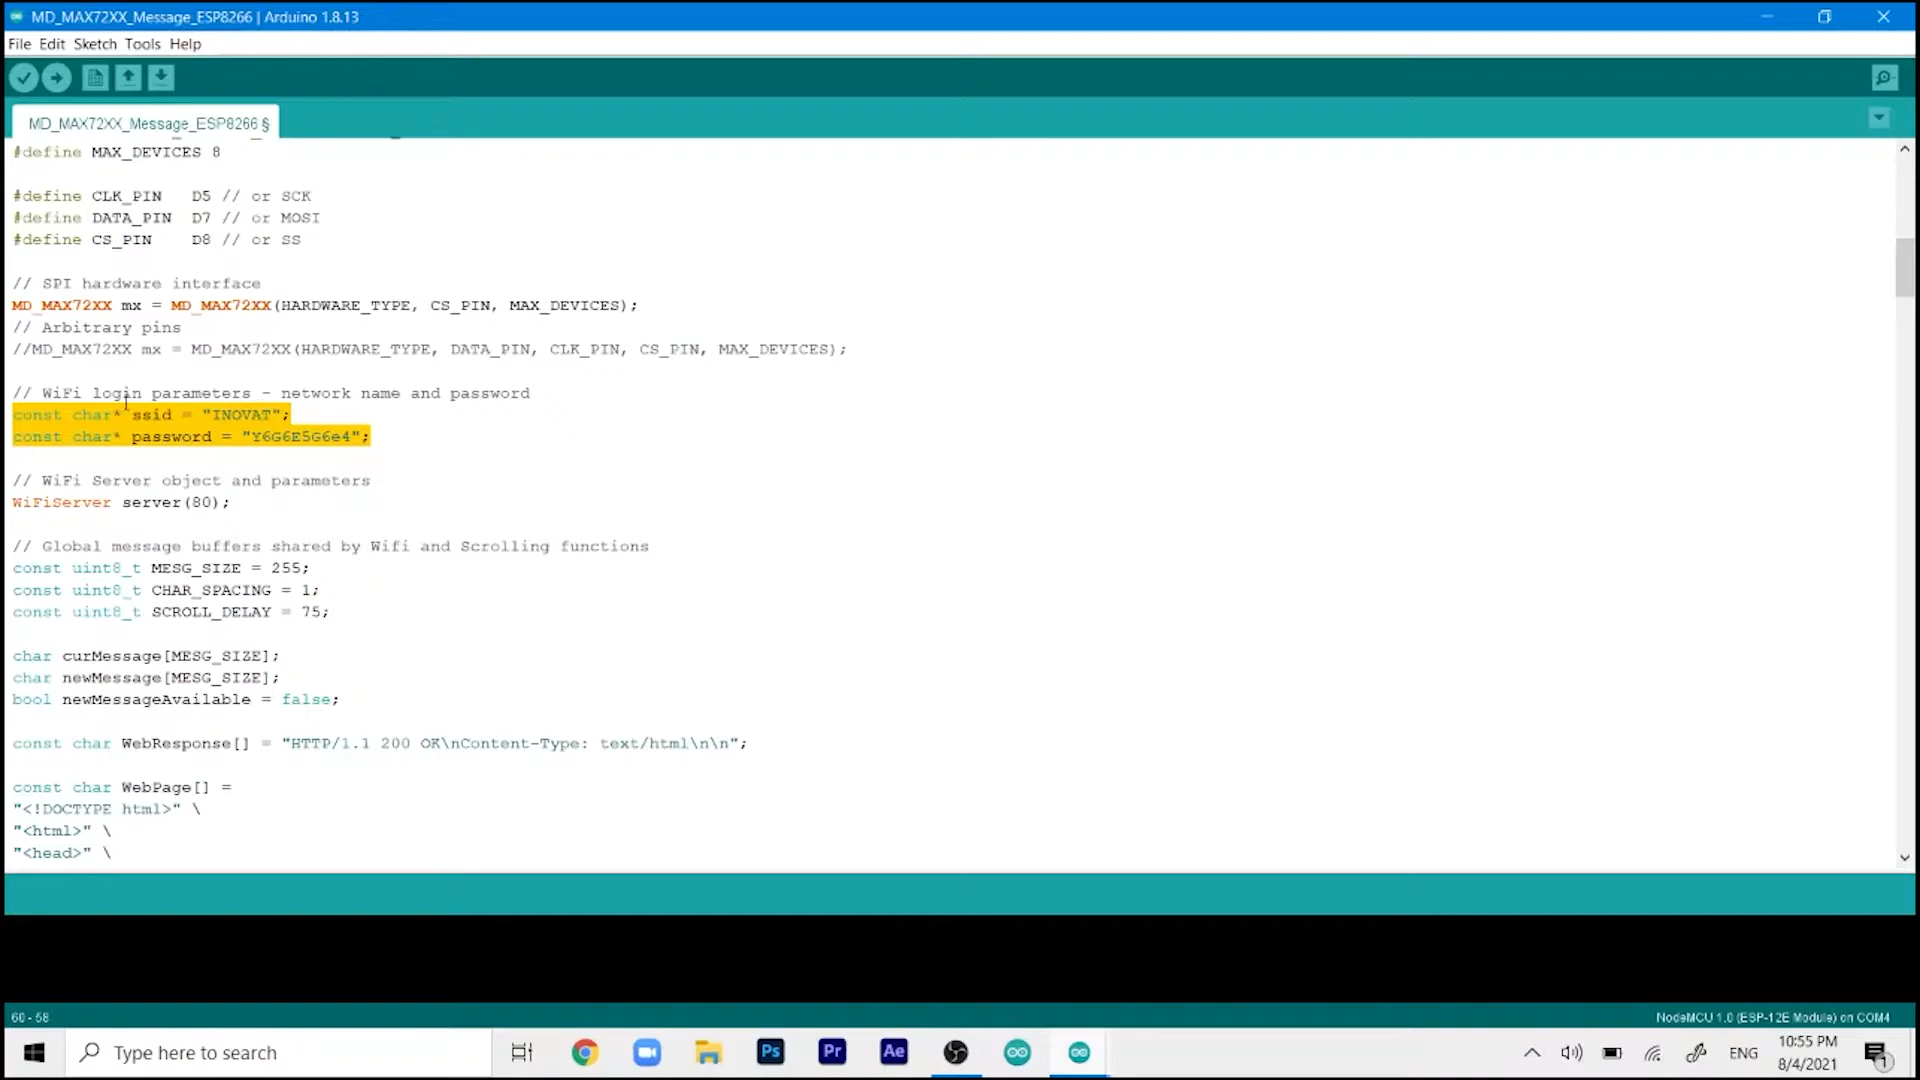 MD_MAX72XX_Message_ESP8266 | Arduino 1.8.13
File Edit Sketch Tools Help
MD_MAX72XX_Message_ESP8266 §
#define MAX_DEVICES 8
#define CLK_PIN   D5 // or SCK
#define DATA_PIN  D7 // or MOSI
#define CS_PIN    D8 // or SS
// SPI hardware interface
MD_MAX72XX mx = MD_MAX72XX(HARDWARE_TYPE, CS_PIN, MAX_DEVICES);
// Arbitrary pins
//MD_MAX72XX mx = MD_MAX72XX(HARDWARE_TYPE, DATA_PIN, CLK_PIN, CS_PIN, MAX_DEVICES);
// WiFi login parameters - network name and password
const char* ssid = "INOVAT";
const char* password = "Y6G6E5G6e4";
// WiFi Server object and parameters
WiFiServer server(80);
// Global message buffers shared by Wifi and Scrolling functions
const uint8_t MESG_SIZE = 255;
const uint8_t CHAR_SPACING = 1;
const uint8_t SCROLL_DELAY = 75;
char curMessage[MESG_SIZE];
char newMessage[MESG_SIZE];
bool newMessageAvailable = false;
const char WebResponse[] = "HTTP/1.1 200 OK\nContent-Type: text/html\n\n";
const char WebPage[] =
"<!DOCTYPE html>" \
"<html>" \
"<head>" \
60 - 58
NodeMCU 1.0 (ESP-12E Module) on COM4
Type here to search
Ps
Pr
Ae
ENG
10:55 PM
8/4/2021
1